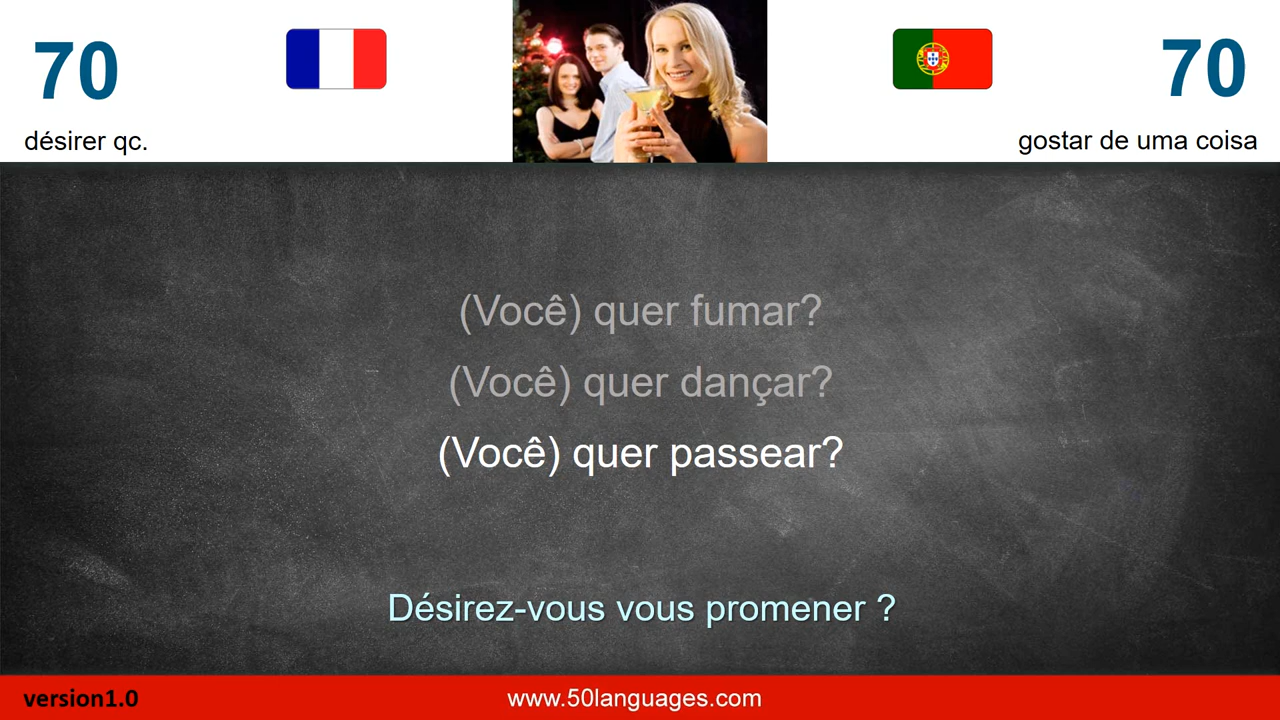 70
70
désirer qc.
gostar de uma coisa
(Você) quer fumar?
(Você) quer dançar?
(Você) quer passear?
Désirez-vous vous promener ?
version1.0
www.50languages.com